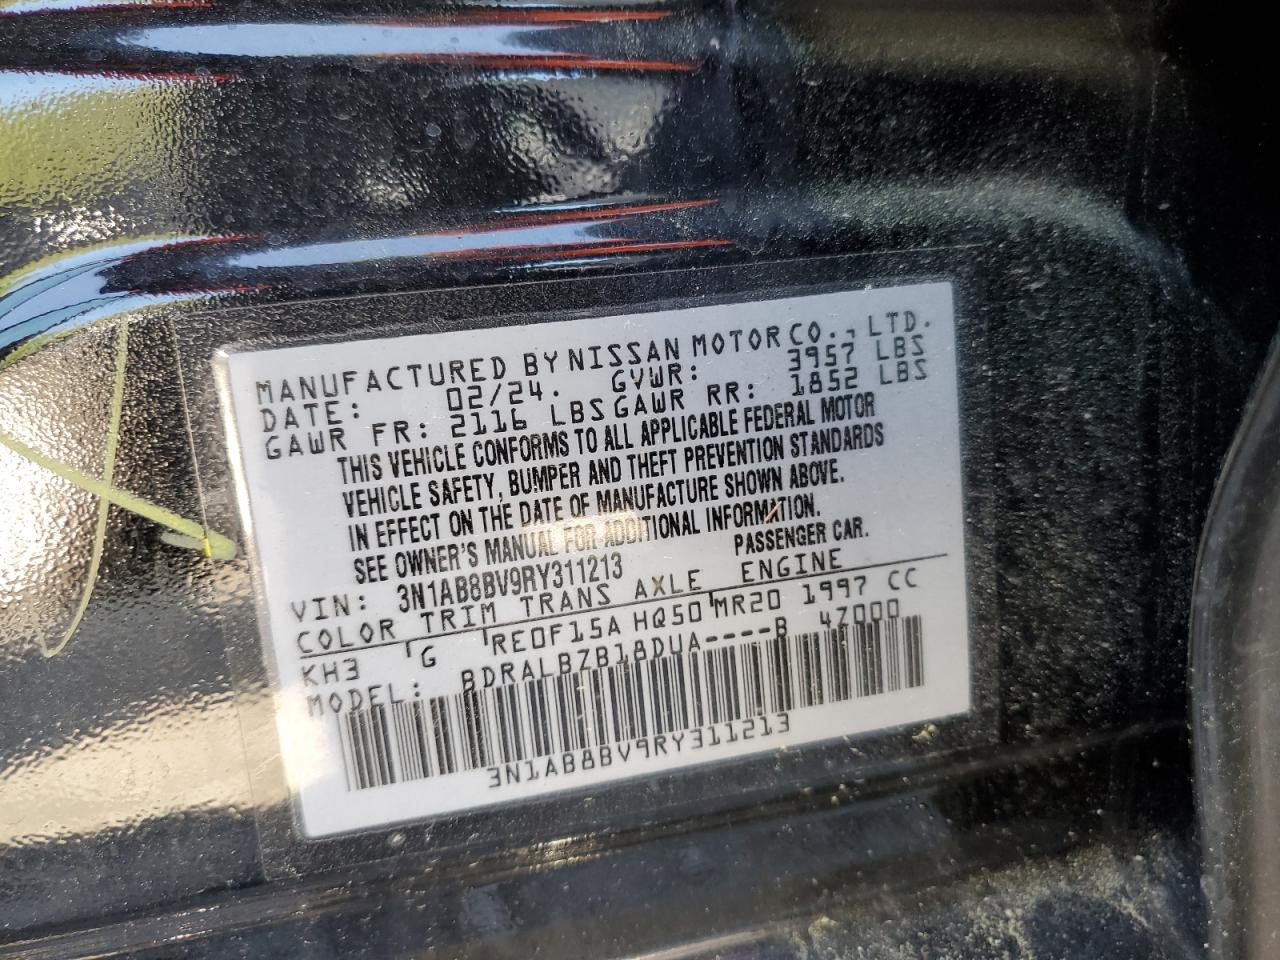 MANUFACTURED BY NISSAN MOTOR CO., LTD.
DATE: 02/24. GVWR: 3957 LBS
GAWR FR: 2116 LBS GAWR RR: 1852 LBS
THIS VEHICLE CONFORMS TO ALL APPLICABLE FEDERAL MOTOR
VEHICLE SAFETY, BUMPER AND THEFT PREVENTION STANDARDS
IN EFFECT ON THE DATE OF MANUFACTURE SHOWN ABOVE.
SEE OWNER'S MANUAL FOR ADDITIONAL INFORMATION.
VIN: 3N1AB8BV9RY311213 PASSENGER CAR.
COLOR TRIM TRANS AXLE ENGINE
KH3 G RE0F15A HQ50 MR20 1997 CC
MODEL: BDRALBZB18DUA----B 4Z000
3N1AB8BV9RY311213